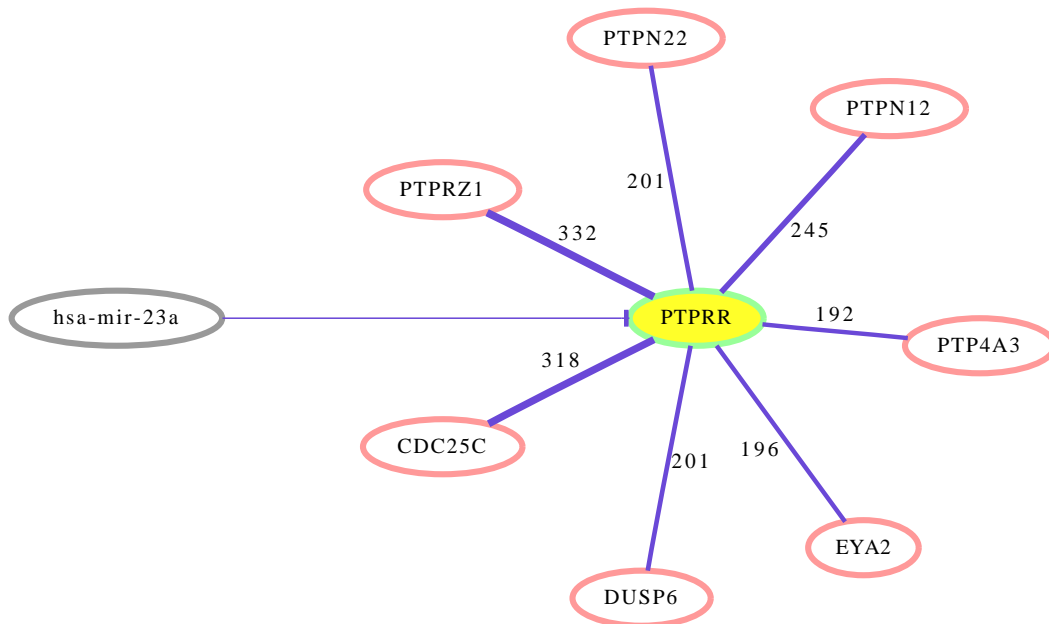 PTPN22
PTPN12
201
PTPRZ1
332
245
hsa-mir-23a
PTPRR
192
PTP4A3
318
CDC25C
201
196
EYA2
DUSP6